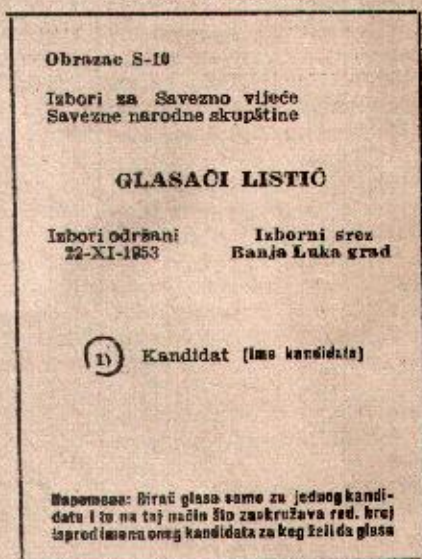 Obrazac S-10
Izbori za Savezno vijeće
Savezne narodne skupštine
GLASAČI LISTIĆ
Izbori održani
22-XI-1953
Izborni srez
Banja Luka grad
1) Kandidat (ime kandidata)
Napomena: Birač glasa samo za jednog kandi-
data i to na taj način što zaokružava red. broj
ispred imena onog kandidata za kog želi da glasa